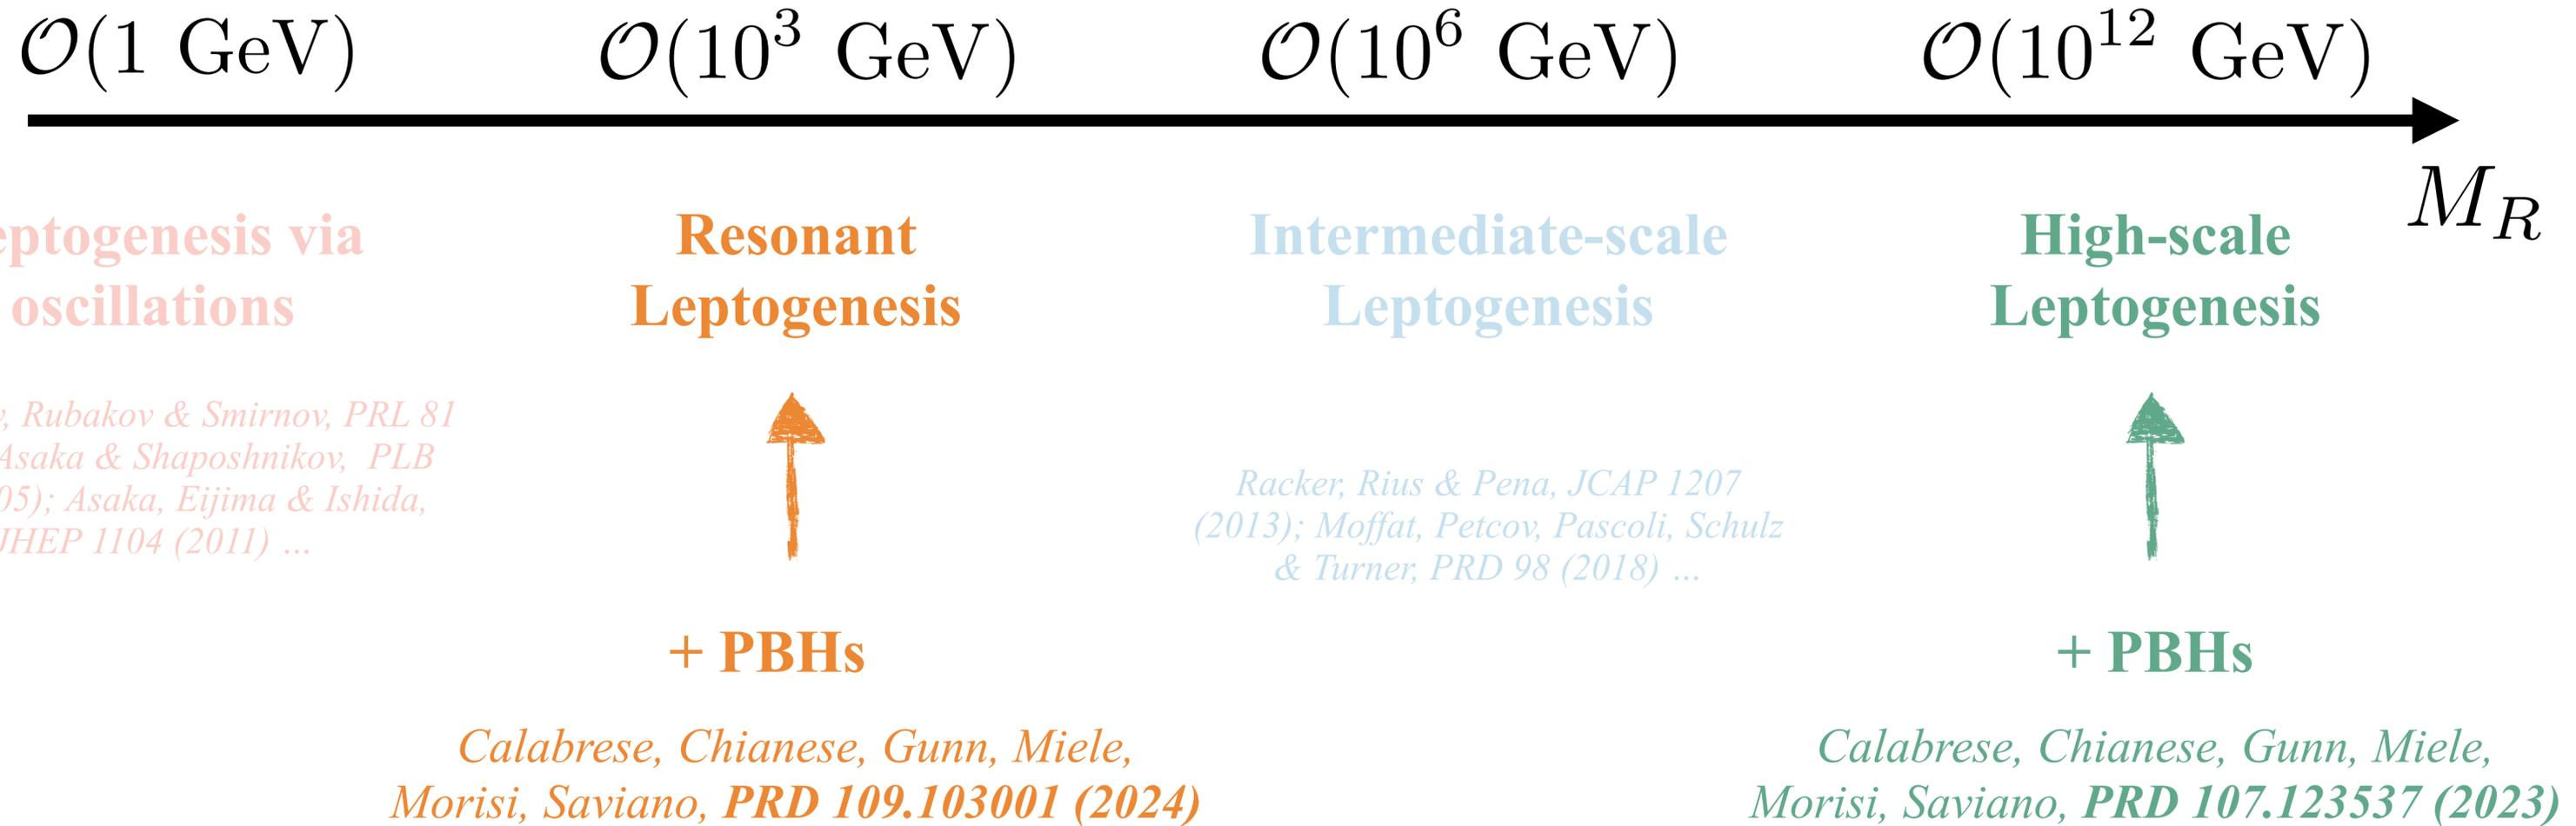 𝒪(1 GeV) 𝒪(10³ GeV) 𝒪(10⁶ GeV) 𝒪(10¹² GeV)
M_R
eptogenesis via
oscillations
Rubakov & Smirnov, PRL 81
Asaka & Shaposhnikov, PLB
05); Asaka, Eijima & Ishida,
JHEP 1104 (2011) ...
Resonant
Leptogenesis
+ PBHs
Calabrese, Chianese, Gunn, Miele,
Morisi, Saviano, PRD 109.103001 (2024)
Intermediate-scale
Leptogenesis
Racker, Rius & Pena, JCAP 1207
(2013); Moffat, Petcov, Pascoli, Schulz
& Turner, PRD 98 (2018) ...
High-scale
Leptogenesis
+ PBHs
Calabrese, Chianese, Gunn, Miele,
Morisi, Saviano, PRD 107.123537 (2023)